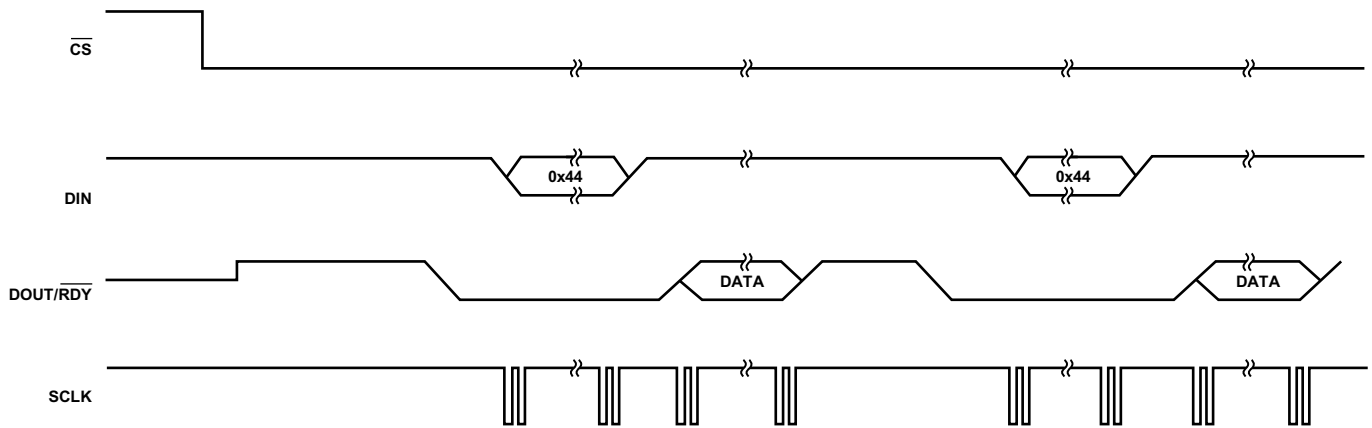 CS
DIN
0x44
0x44
DOUT/RDY
DATA
DATA
SCLK